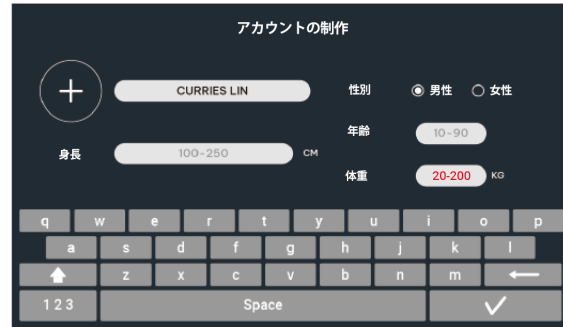 アカウントの制作
CURRIES LIN
性別 男性 女性
年齢 10-90
身長 100-250 CM
体重 20-200 KG
q w e r t y u i o p
a s d f g h j k l
z x c v b n m
123 Space